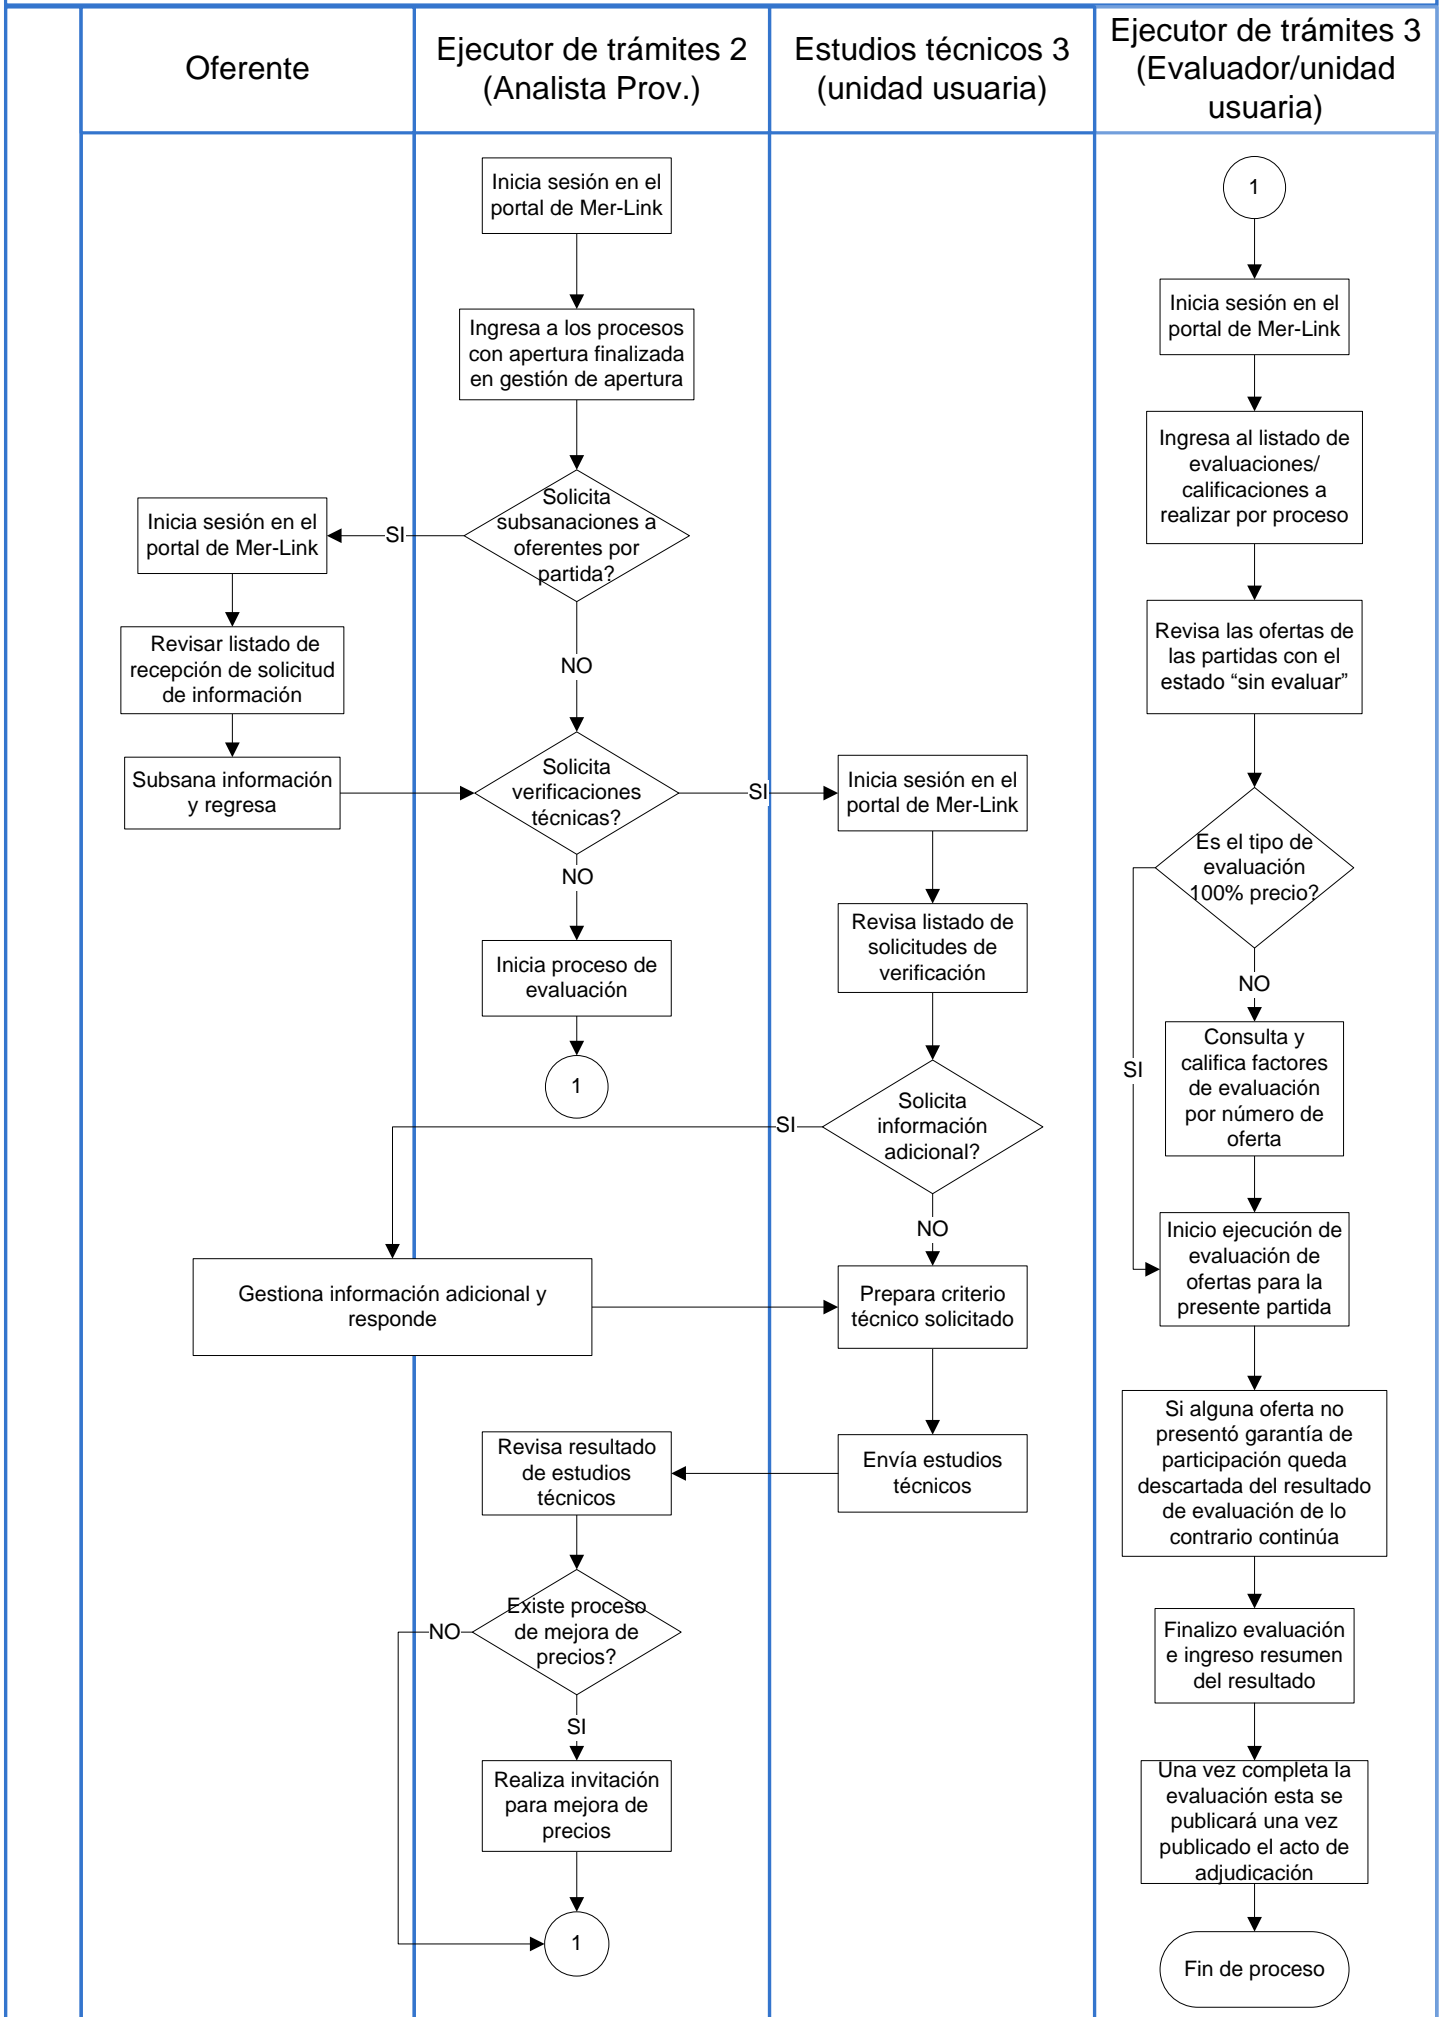 Oferente
Ejecutor de trámites 2
(Analista Prov.)
Estudios técnicos 3
(unidad usuaria)
Ejecutor de trámites 3
(Evaluador/unidad
usuaria)
Inicia sesión en el
portal de Mer-Link
Ingresa a los procesos
con apertura finalizada
en gestión de apertura
Solicita
subsanaciones a
oferentes por
partida?
SI
Inicia sesión en el
portal de Mer-Link
Revisar listado de
recepción de solicitud
de información
Subsana información
y regresa
NO
Solicita
verificaciones
técnicas?
SI
NO
Inicia proceso de
evaluación
1
Inicia sesión en el
portal de Mer-Link
Revisa listado de
solicitudes de
verificación
Solicita
información
adicional?
SI
NO
Gestiona información adicional y
responde
Prepara criterio
técnico solicitado
Envía estudios
técnicos
Revisa resultado
de estudios
técnicos
Existe proceso
de mejora de
precios?
NO
SI
Realiza invitación
para mejora de
precios
1
1
Inicia sesión en el
portal de Mer-Link
Ingresa al listado de
evaluaciones/
calificaciones a
realizar por proceso
Revisa las ofertas de
las partidas con el
estado “sin evaluar”
Es el tipo de
evaluación
100% precio?
NO
SI
Consulta y
califica factores
de evaluación
por número de
oferta
Inicio ejecución de
evaluación de
ofertas para la
presente partida
Si alguna oferta no
presentó garantía de
participación queda
descartada del resultado
de evaluación de lo
contrario continúa
Finalizo evaluación
e ingreso resumen
del resultado
Una vez completa la
evaluación esta se
publicará una vez
publicado el acto de
adjudicación
Fin de proceso